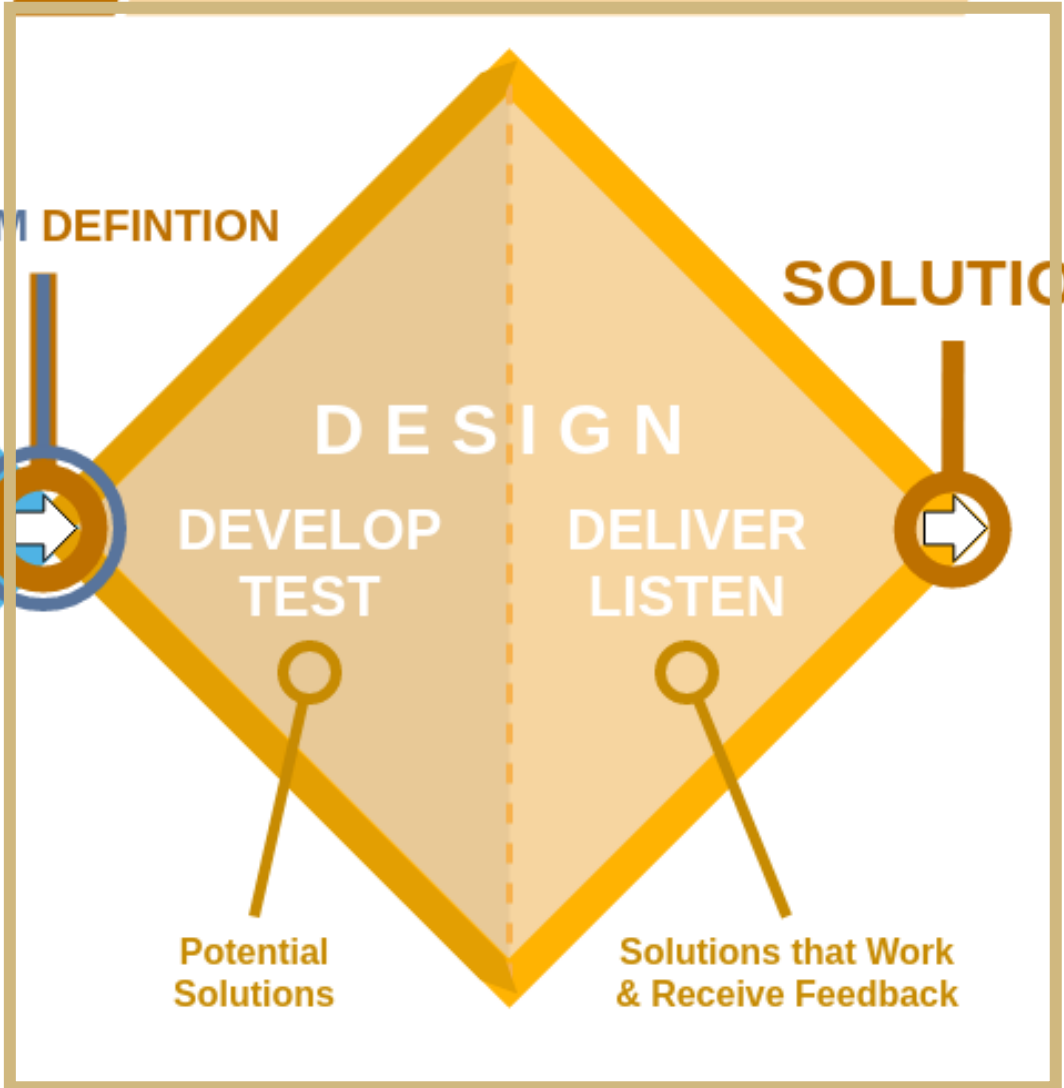 M DEFINTION
SOLUTIO
DESIGN
DEVELOP
TEST
DELIVER
LISTEN
Potential
Solutions
Solutions that Work
& Receive Feedback